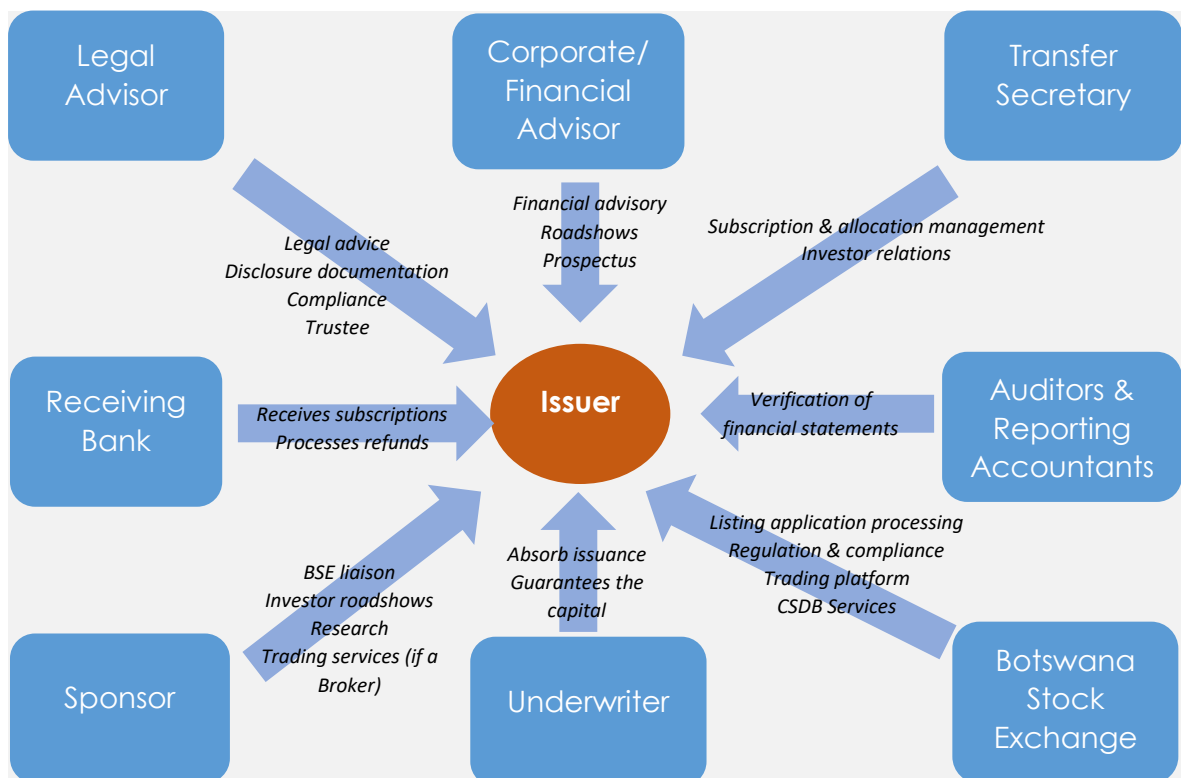 Legal
Advisor
Corporate/
Financial
Advisor
Transfer
Secretary
Legal advice
Disclosure documentation
Compliance
Trustee
Financial advisory
Roadshows
Prospectus
Subscription & allocation management
Investor relations
Receiving
Bank
Receives subscriptions
Processes refunds
Issuer
Verification of
financial statements
Auditors &
Reporting
Accountants
Sponsor
BSE liaison
Investor roadshows
Research
Trading services (if a
Broker)
Absorb issuance
Guarantees the
capital
Underwriter
Listing application processing
Regulation & compliance
Trading platform
CSDB Services
Botswana
Stock
Exchange